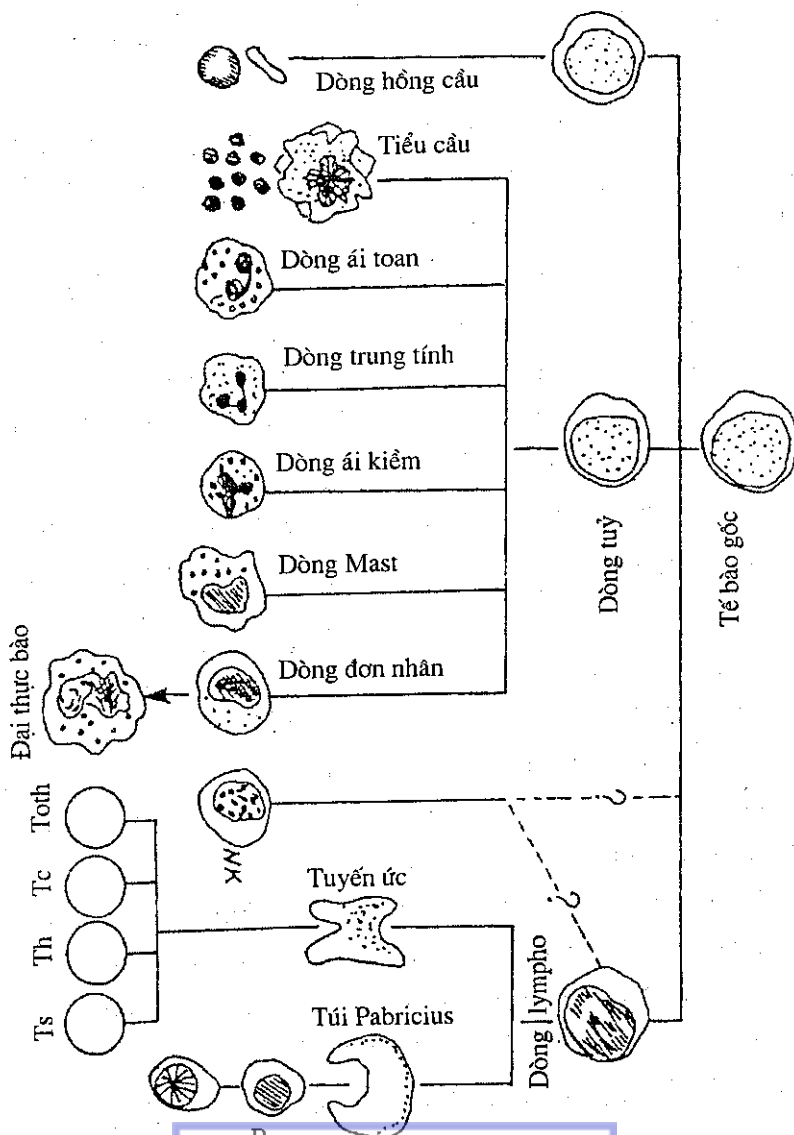 Dòng hồng cầu
Tiểu cầu
Dòng ái toan
Dòng trung tính
Dòng ái kiềm
Dòng Mast
Dòng đơn nhân
Đại thực bào
Dòng tuỷ
Tế bào gốc
NK
?
?
Toth
Tc
Th
Ts
Tuyến ức
Túi Pabricius
Dòng lympho